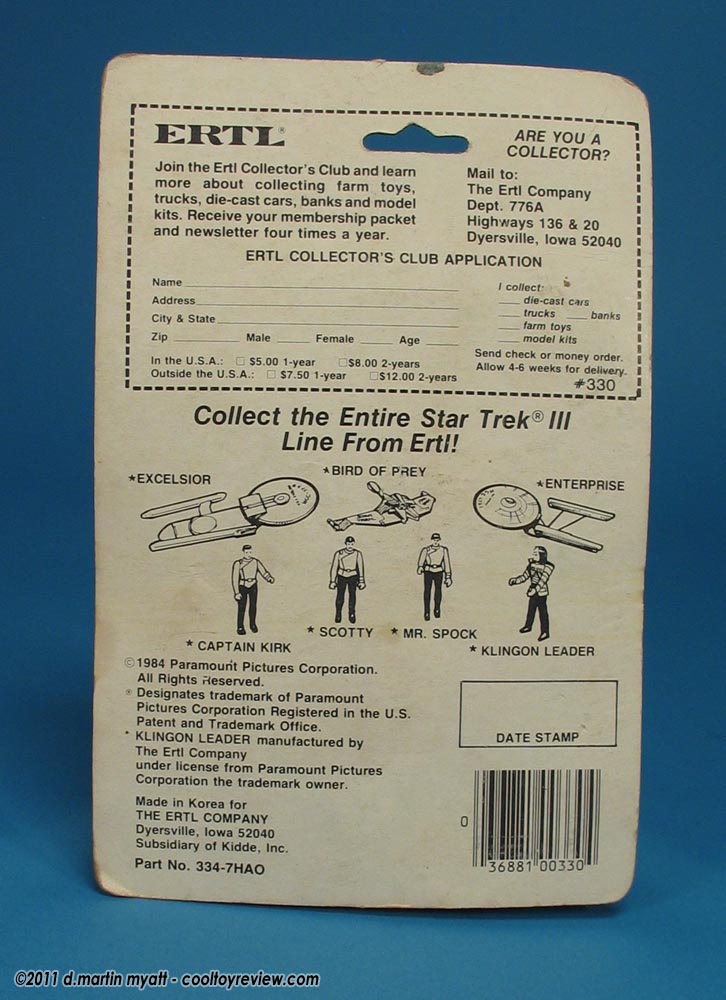 ERTL®
Join the Ertl Collector's Club and learn
more about collecting farm toys,
trucks, die-cast cars, banks and model
kits. Receive your membership packet
and newsletter four times a year.
ARE YOU A
COLLECTOR?
Mail to:
The Ertl Company
Dept. 776A
Highways 136 & 20
Dyersville, Iowa 52040
ERTL COLLECTOR'S CLUB APPLICATION
Name
Address
City & State
Zip Male Female Age
In the U.S.A.: □ $5.00 1-year □ $8.00 2-years
Outside the U.S.A.: □ $7.50 1-year □ $12.00 2-years
I collect:
die-cast cars
trucks banks
farm toys
model kits
Send check or money order.
Allow 4-6 weeks for delivery.
#330
Collect the Entire Star Trek® III
Line From Ertl!
★EXCELSIOR
★BIRD OF PREY
★ENTERPRISE
★ CAPTAIN KIRK
★ SCOTTY
★ MR. SPOCK
★ KLINGON LEADER
©1984 Paramount Pictures Corporation.
All Rights Reserved.
® Designates trademark of Paramount
Pictures Corporation Registered in the U.S.
Patent and Trademark Office.
* KLINGON LEADER manufactured by
The Ertl Company
under license from Paramount Pictures
Corporation the trademark owner.
Made in Korea for
THE ERTL COMPANY
Dyersville, Iowa 52040
Subsidiary of Kidde, Inc.
Part No. 334-7HAO
DATE STAMP
0 36881 00330
©2011 d.martin myatt - cooltoyreview.com